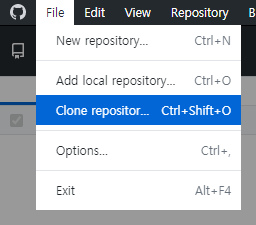 File Edit View Repository B
New repository... Ctrl+N
Add local repository... Ctrl+O
Clone repositor... Ctrl+Shift+O
Options... Ctrl+,
Exit Alt+F4